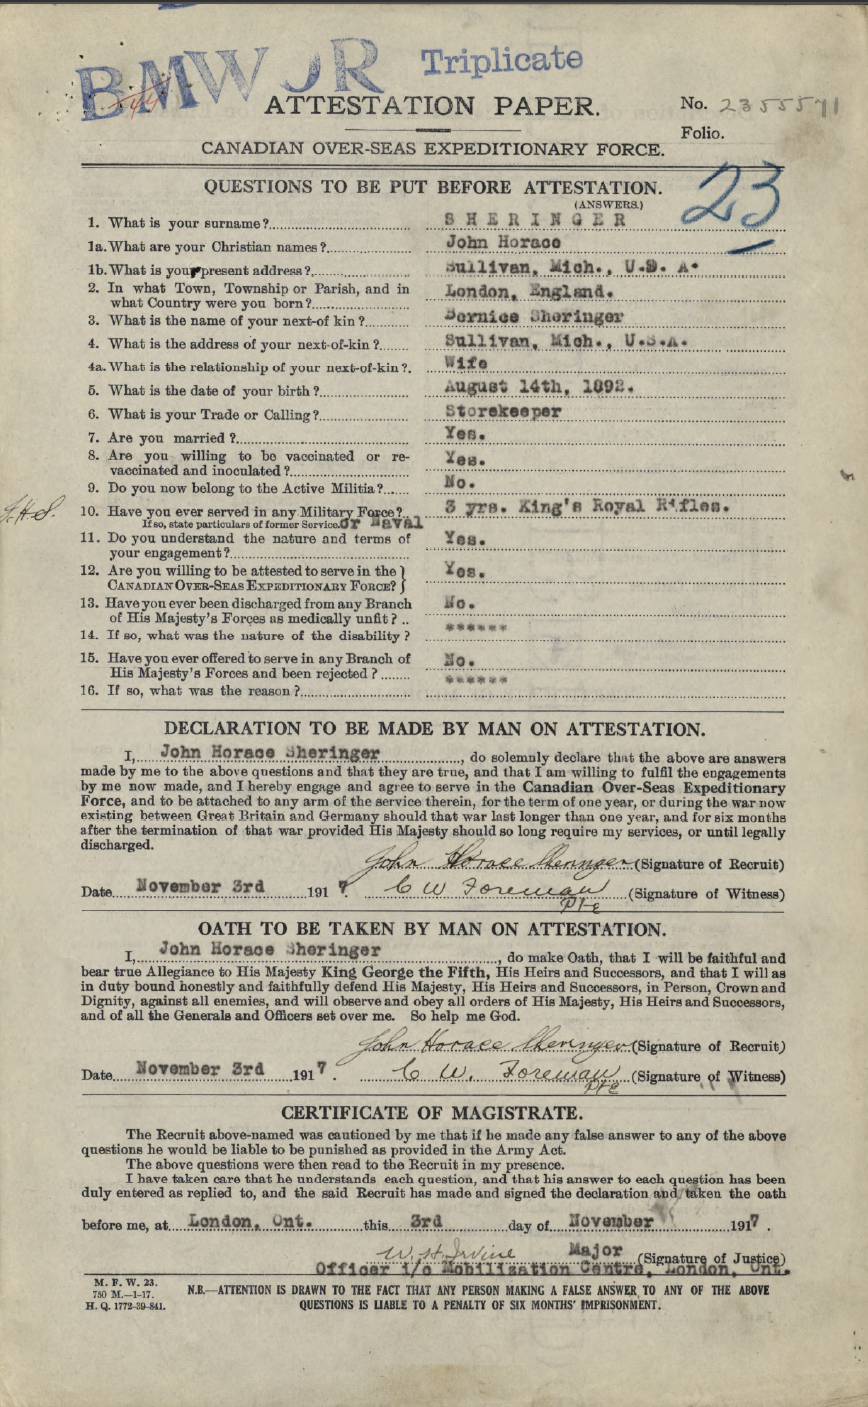 BMWOR Triplicate
ATTESTATION PAPER.
No. 2355571
Folio.
CANADIAN OVER-SEAS EXPEDITIONARY FORCE.
23
QUESTIONS TO BE PUT BEFORE ATTESTATION.
(ANSWERS.)
1. What is your surname? SHERINGER
1a. What are your Christian names? John Horace
1b. What is your present address? Sullivan, Mich., U.S. A.
2. In what Town, Township or Parish, and in
what Country were you born? London, England.
3. What is the name of your next-of kin? Bernice Sheringer
4. What is the address of your next-of-kin? Sullivan, Mich., U.S.A.
4a. What is the relationship of your next-of-kin?. Wife
5. What is the date of your birth? August 14th, 1892.
6. What is your Trade or Calling? Storekeeper
7. Are you married? Yes.
8. Are you willing to be vaccinated or re-
vaccinated and inoculated? Yes.
9. Do you now belong to the Active Militia? No.
J.H.S. 10. Have you ever served in any Military Force? 3 yrs. King's Royal Rifles.
If so, state particulars of former Service. or Naval
11. Do you understand the nature and terms of
your engagement? Yes.
12. Are you willing to be attested to serve in the
CANADIAN OVER-SEAS EXPEDITIONARY FORCE? Yes.
13. Have you ever been discharged from any Branch
of His Majesty's Forces as medically unfit? No.
14. If so, what was the nature of the disability? ******
15. Have you ever offered to serve in any Branch of
His Majesty's Forces and been rejected? No.
16. If so, what was the reason? ******
DECLARATION TO BE MADE BY MAN ON ATTESTATION.
I, John Horace Sheringer, do solemnly declare that the above are answers
made by me to the above questions and that they are true, and that I am willing to fulfil the engagements
by me now made, and I hereby engage and agree to serve in the Canadian Over-Seas Expeditionary
Force, and to be attached to any arm of the service therein, for the term of one year, or during the war now
existing between Great Britain and Germany should that war last longer than one year, and for six months
after the termination of that war provided His Majesty should so long require my services, or until legally
discharged.
John Horace Sheringer (Signature of Recruit)
Date November 3rd 1917. C W Foreman (Signature of Witness)
Pte
OATH TO BE TAKEN BY MAN ON ATTESTATION.
I, John Horace Sheringer, do make Oath, that I will be faithful and
bear true Allegiance to His Majesty King George the Fifth, His Heirs and Successors, and that I will as
in duty bound honestly and faithfully defend His Majesty, His Heirs and Successors, in Person, Crown and
Dignity, against all enemies, and will observe and obey all orders of His Majesty, His Heirs and Successors,
and of all the Generals and Officers set over me. So help me God.
John Horace Sheringer (Signature of Recruit)
Date November 3rd 1917. C W. Foreman (Signature of Witness)
Pte
CERTIFICATE OF MAGISTRATE.
The Recruit above-named was cautioned by me that if he made any false answer to any of the above
questions he would be liable to be punished as provided in the Army Act.
The above questions were then read to the Recruit in my presence.
I have taken care that he understands each question, and that his answer to each question has been
duly entered as replied to, and the said Recruit has made and signed the declaration and taken the oath
before me, at London, Ont. this 3rd day of November 1917.
W. H. Irvine Major (Signature of Justice)
Officer i/c Mobilization Centre, London, Ont.
M. F. W. 23.
750 M.—1-17.
H. Q. 1772-39-841.
N.B.—ATTENTION IS DRAWN TO THE FACT THAT ANY PERSON MAKING A FALSE ANSWER TO ANY OF THE ABOVE
QUESTIONS IS LIABLE TO A PENALTY OF SIX MONTHS' IMPRISONMENT.